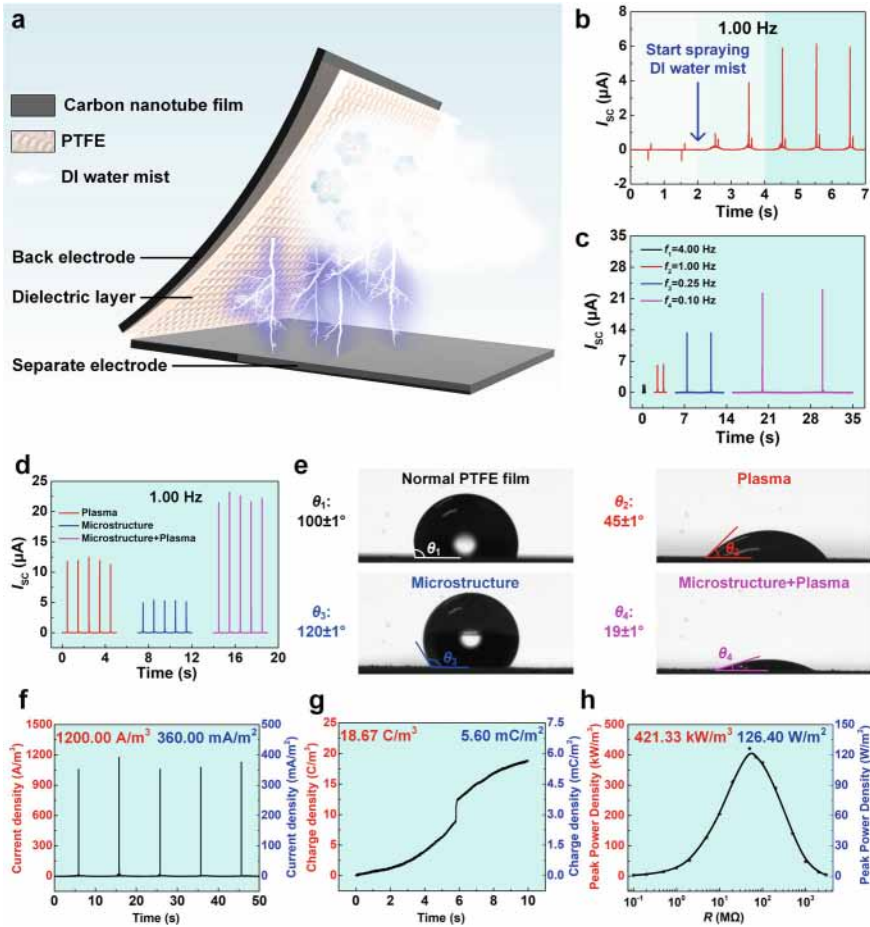 a
Carbon nanotube film
PTFE
DI water mist
Back electrode
Dielectric layer
Separate electrode
b
1.00 Hz
Start spraying
DI water mist
I_SC (μA)
8
6
4
2
0
-2
0 1 2 3 4 5 6 7
Time (s)
c
f₁=4.00 Hz
f₂=1.00 Hz
f₃=0.25 Hz
f₄=0.10 Hz
I_SC (μA)
35
28
21
14
7
0
7 14 21 28 35
Time (s)
d
1.00 Hz
Plasma
Microstructure
Microstructure+Plasma
I_SC (μA)
25
20
15
10
5
0
0 4 8 12 16 20
Time (s)
e
Normal PTFE film
θ₁:
100±1°
θ₁
Plasma
θ₂:
45±1°
θ₂
Microstructure
θ₃:
120±1°
θ₃
Microstructure+Plasma
θ₄:
19±1°
θ₄
f
1200.00 A/m³ 360.00 mA/m²
Current density (A/m³)
1500
1200
900
600
300
0
Current density (mA/m²)
500
400
300
200
100
0
0 10 20 30 40 50
Time (s)
g
18.67 C/m³ 5.60 mC/m²
Charge density (C/m³)
25
20
15
10
5
0
Charge density (mC/m²)
7.5
6.0
4.5
3.0
1.5
0.0
0 2 4 6 8 10
Time (s)
h
421.33 kW/m³ 126.40 W/m²
Peak Power Density (kW/m³)
500
400
300
200
100
0
Peak Power Density (W/m²)
150
120
90
60
30
0
10⁻¹ 10⁰ 10¹ 10² 10³
R (MΩ)